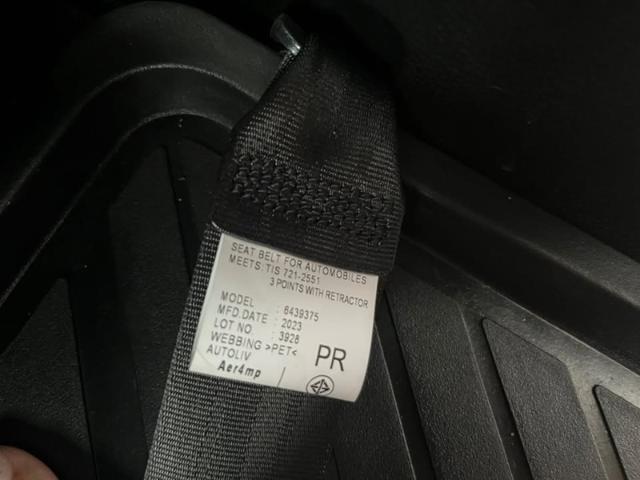 SEAT BELT FOR AUTOMOBILES
MEETS: TIS 721-2551
3 POINTS WITH RETRACTOR
MODEL : 6439375
MFD.DATE : 2023
LOT NO : 3928
WEBBING >PET<
AUTOLIV
PR
Aer4mp /